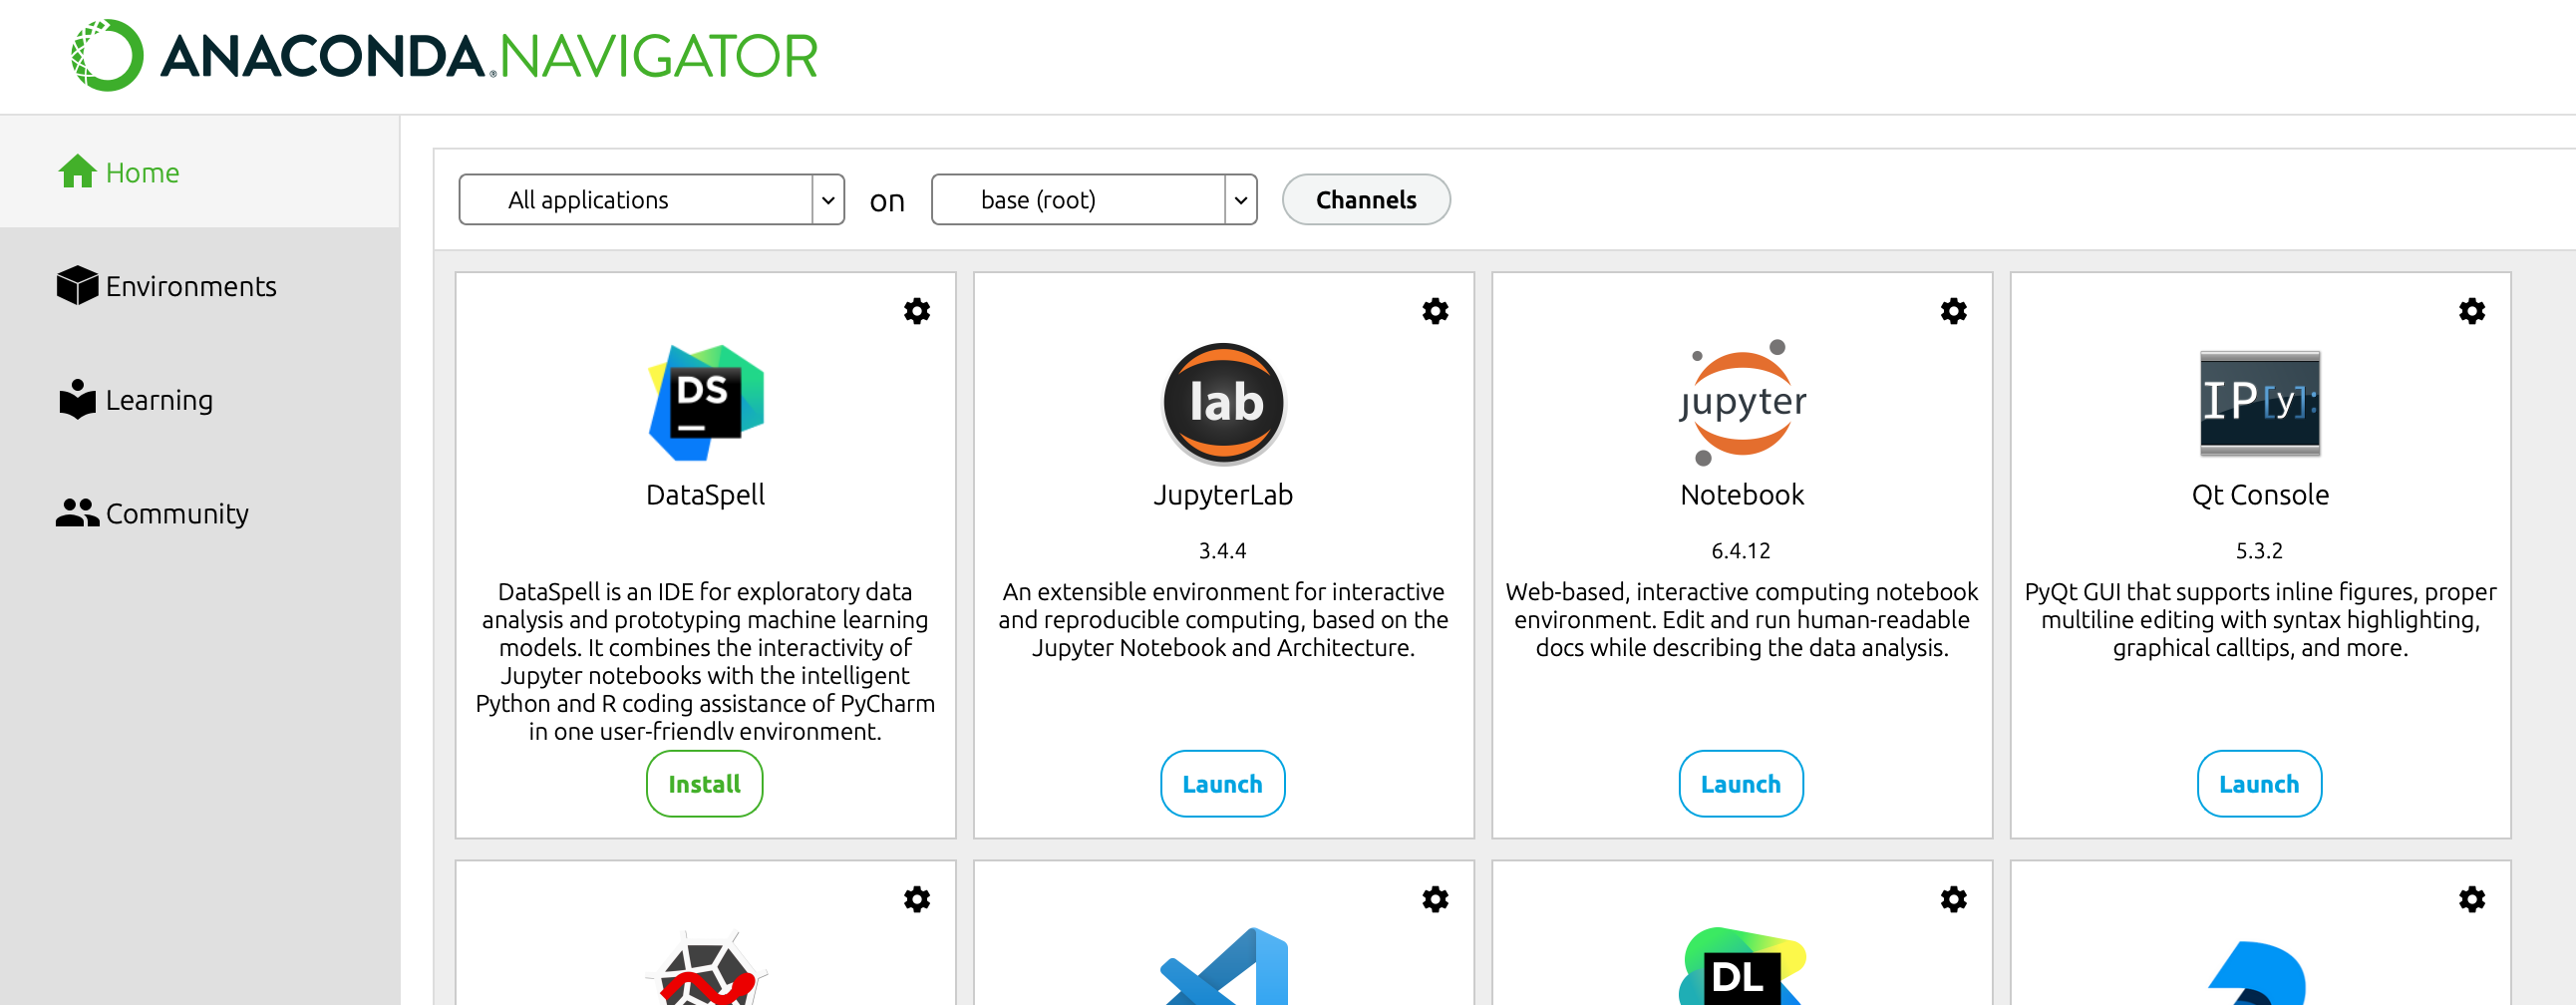 ANACONDA.NAVIGATOR
Home
Environments
Learning
Community
All applications on base (root) Channels
DS
DataSpell
DataSpell is an IDE for exploratory data
analysis and prototyping machine learning
models. It combines the interactivity of
Jupyter notebooks with the intelligent
Python and R coding assistance of PyCharm
in one user-friendly environment.
Install
lab
JupyterLab
3.4.4
An extensible environment for interactive
and reproducible computing, based on the
Jupyter Notebook and Architecture.
Launch
jupyter
Notebook
6.4.12
Web-based, interactive computing notebook
environment. Edit and run human-readable
docs while describing the data analysis.
Launch
IP[y]:
Qt Console
5.3.2
PyQt GUI that supports inline figures, proper
multiline editing with syntax highlighting,
graphical calltips, and more.
Launch
DL